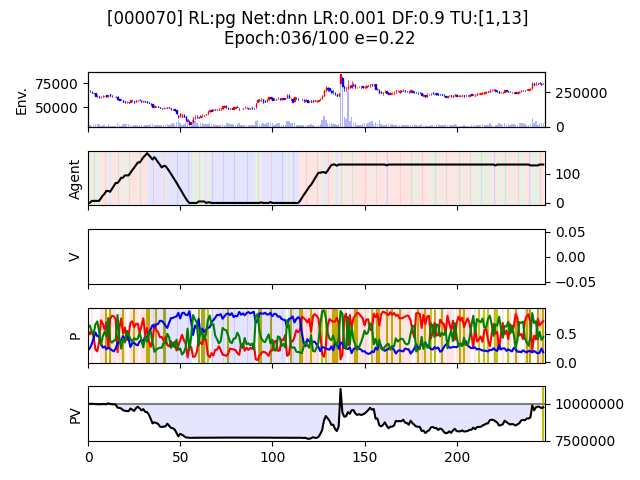 [000070] RL:pg Net:dnn LR:0.001 DF:0.9 TU:[1,13]
Epoch:036/100 e=0.22
Env.
75000
50000
250000
0
Agent
100
0
V
0.05
0.00
−0.05
P
0.5
0.0
PV
10000000
7500000
0 50 100 150 200